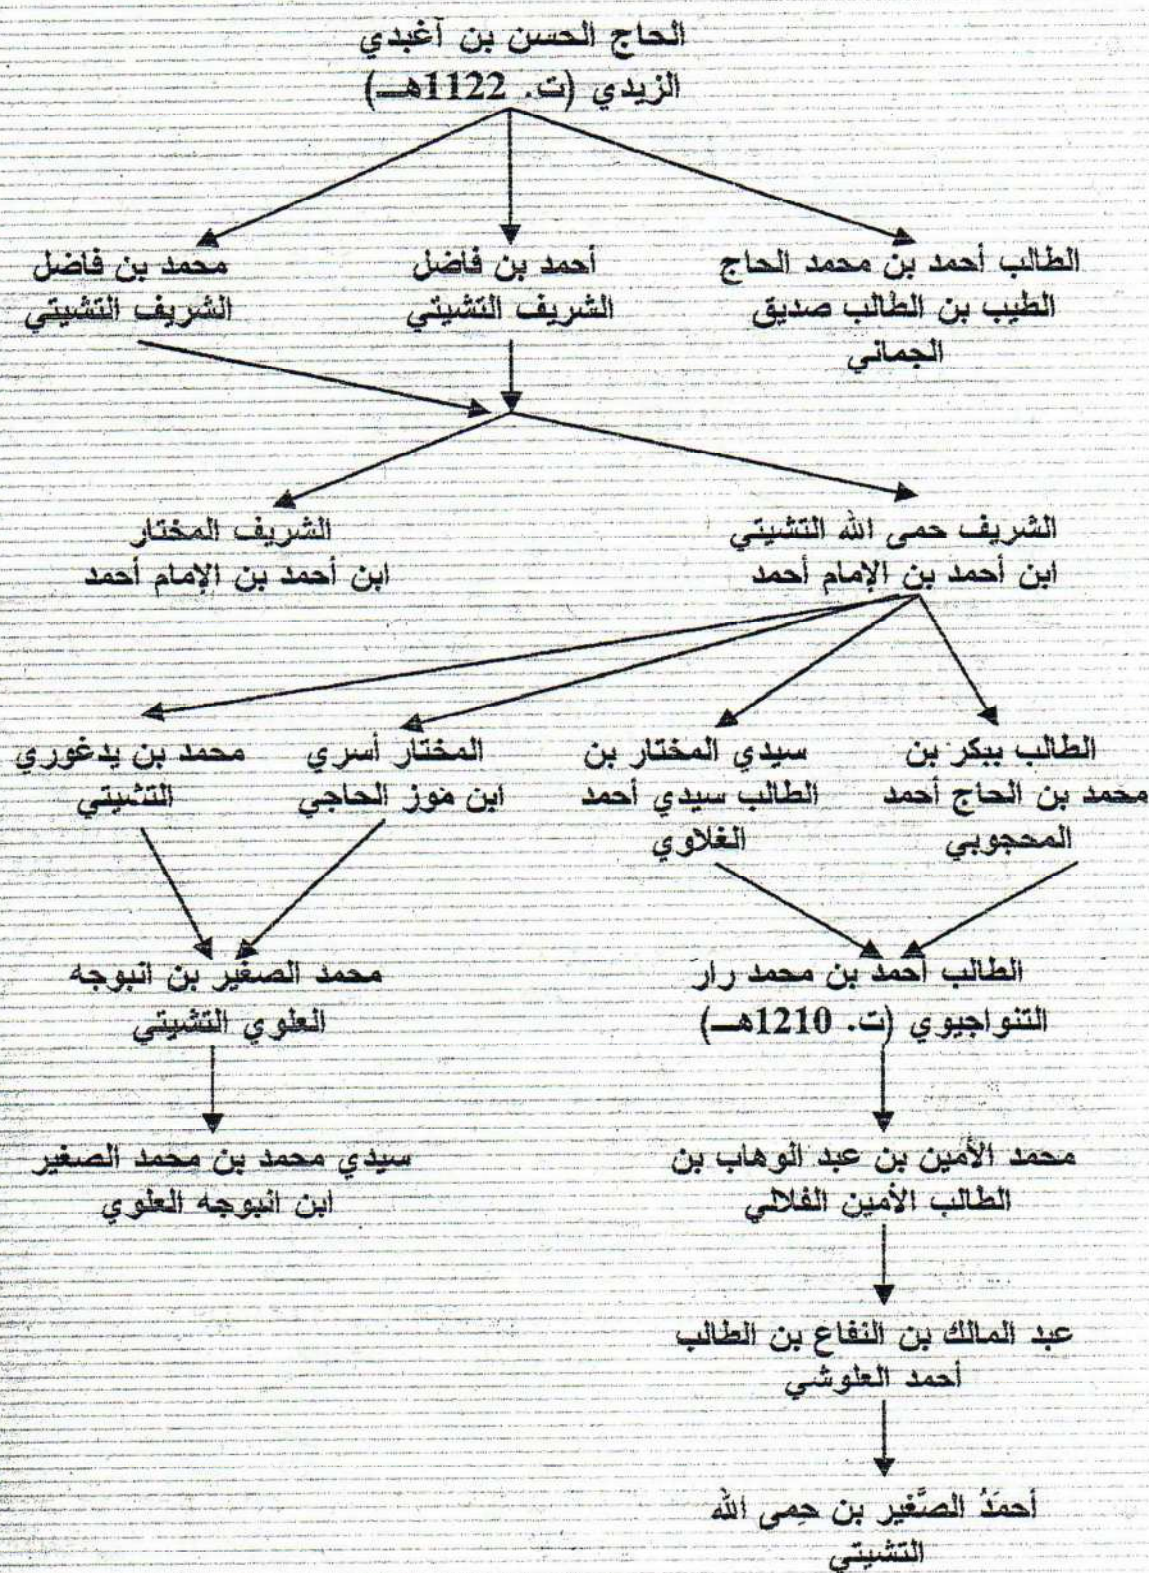 الحاج الحسن بن آغبدي
الزيدي (ت. 1122هـ)
الطالب أحمد بن محمد الحاج
الطيب بن الطالب صديق
الجماني
أحمد بن فاضل
الشريف التشيتي
محمد بن فاضل
الشريف التشيتي
الشريف حمى الله التشيتي
ابن أحمد بن الإمام أحمد
الشريف المختار
ابن أحمد بن الإمام أحمد
الطالب ببكر بن
محمد بن الحاج أحمد
المحجوبي
سيدي المختار بن
الطالب سيدي أحمد
الغلاوي
المختار أسري
ابن موز الحاجي
محمد بن يدغوري
التشيتي
الطالب أحمد بن محمد رار
التنواجيوي (ت. 1210هـ)
محمد الصغير بن انبوجه
العلوي التشيتي
محمد الأمين بن عبد الوهاب بن
الطالب الأمين الفلالي
سيدي محمد بن محمد الصغير
ابن انبوجه العلوي
عبد المالك بن النفاع بن الطالب
أحمد العلوشي
أحمَدُ الصَّغير بن حِمى الله
التشيتي